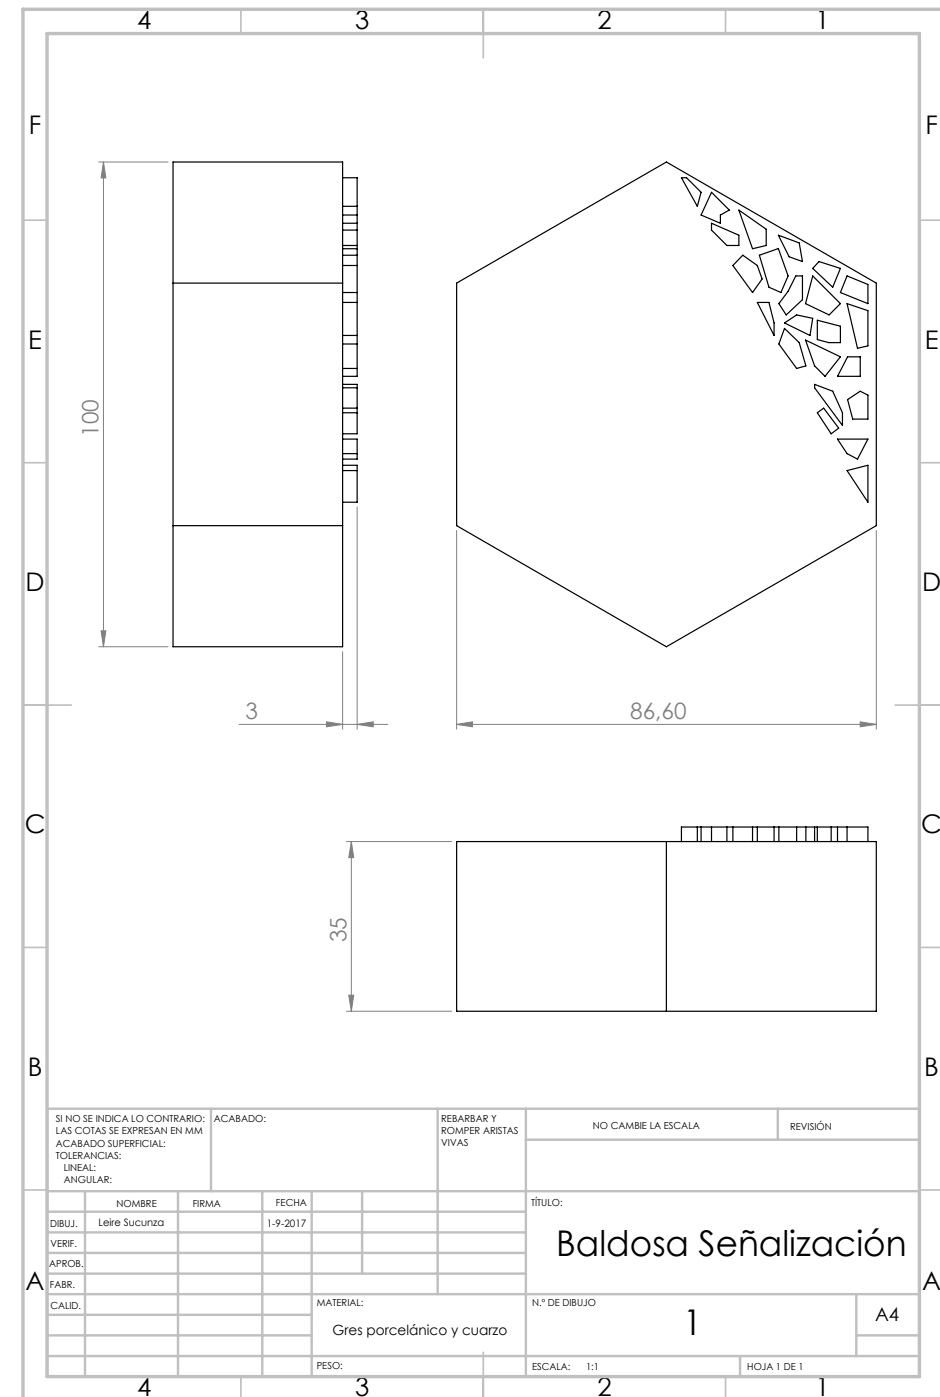 4 3 2 1
F F
E E
D D
C C
B B
A A
100
3
86,60
35
SI NO SE INDICA LO CONTRARIO:
LAS COTAS SE EXPRESAN EN MM
ACABADO SUPERFICIAL:
TOLERANCIAS:
LINEAL:
ANGULAR:
ACABADO:
REBARBAR Y
ROMPER ARISTAS
VIVAS
NO CAMBIE LA ESCALA
REVISIÓN
NOMBRE FIRMA FECHA
DIBUJ. Leire Sucunza 1-9-2017
VERIF.
APROB.
FABR.
CALID.
TÍTULO:
Baldosa Señalización
MATERIAL:
Gres porcelánico y cuarzo
N.º DE DIBUJO
1
A4
PESO:
ESCALA: 1:1
HOJA 1 DE 1
4 3 2 1